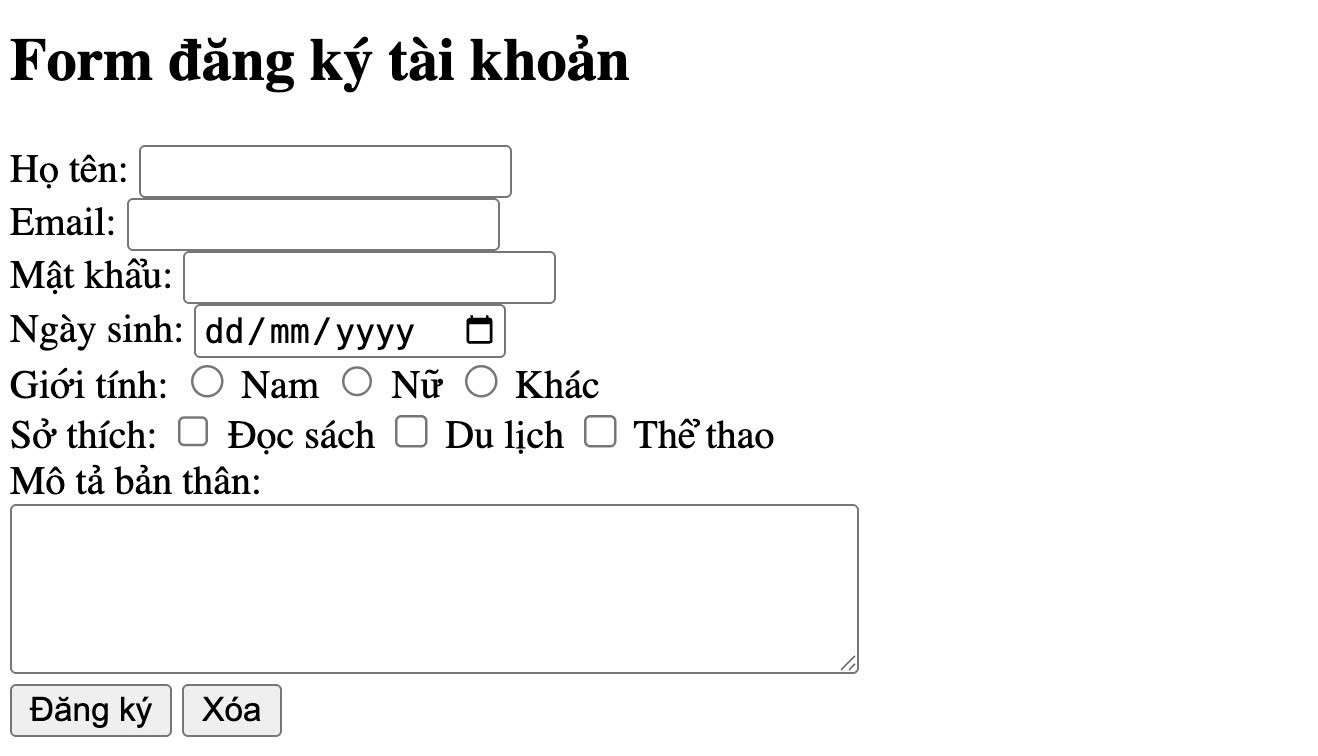 Form đăng ký tài khoản
Họ tên:
Email:
Mật khẩu:
Ngày sinh: dd/mm/yyyy
Giới tính: Nam Nữ Khác
Sở thích: Đọc sách Du lịch Thể thao
Mô tả bản thân:
Đăng ký Xóa